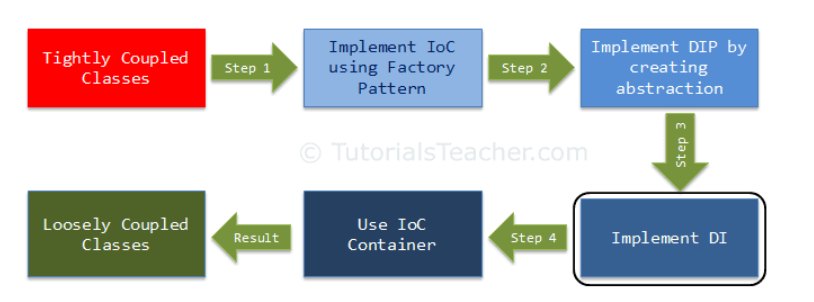 Tightly Coupled
Classes
Step 1
Implement IoC
using Factory
Pattern
Step 2
Implement DIP by
creating
abstraction
Step 3
© TutorialsTeacher.com
Implement DI
Step 4
Use IoC
Container
Result
Loosely Coupled
Classes